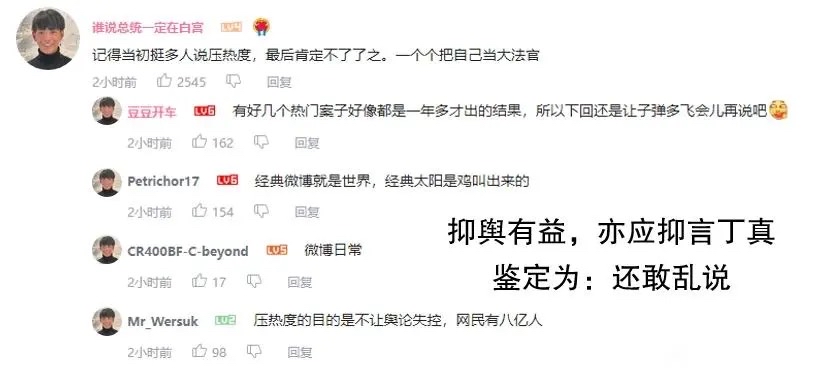 谁说总统一定在白宫 LV4
记得当初挺多人说压热度，最后肯定不了了之。一个个把自己当大法官
2小时前 2545 回复
豆豆开车 LV6 有好几个热门案子好像都是一年多才出的结果，所以下回还是让子弹多飞会儿再说吧
2小时前 162 回复
Petrichor17 LV6 经典微博就是世界，经典太阳是鸡叫出来的
2小时前 154 回复
CR400BF-C-beyond LV5 微博日常
2小时前 17 回复
Mr_Wersuk LV2 压热度的目的是不让舆论失控，网民有八亿人
2小时前 98 回复
抑舆有益，亦应抑言丁真
鉴定为：还敢乱说